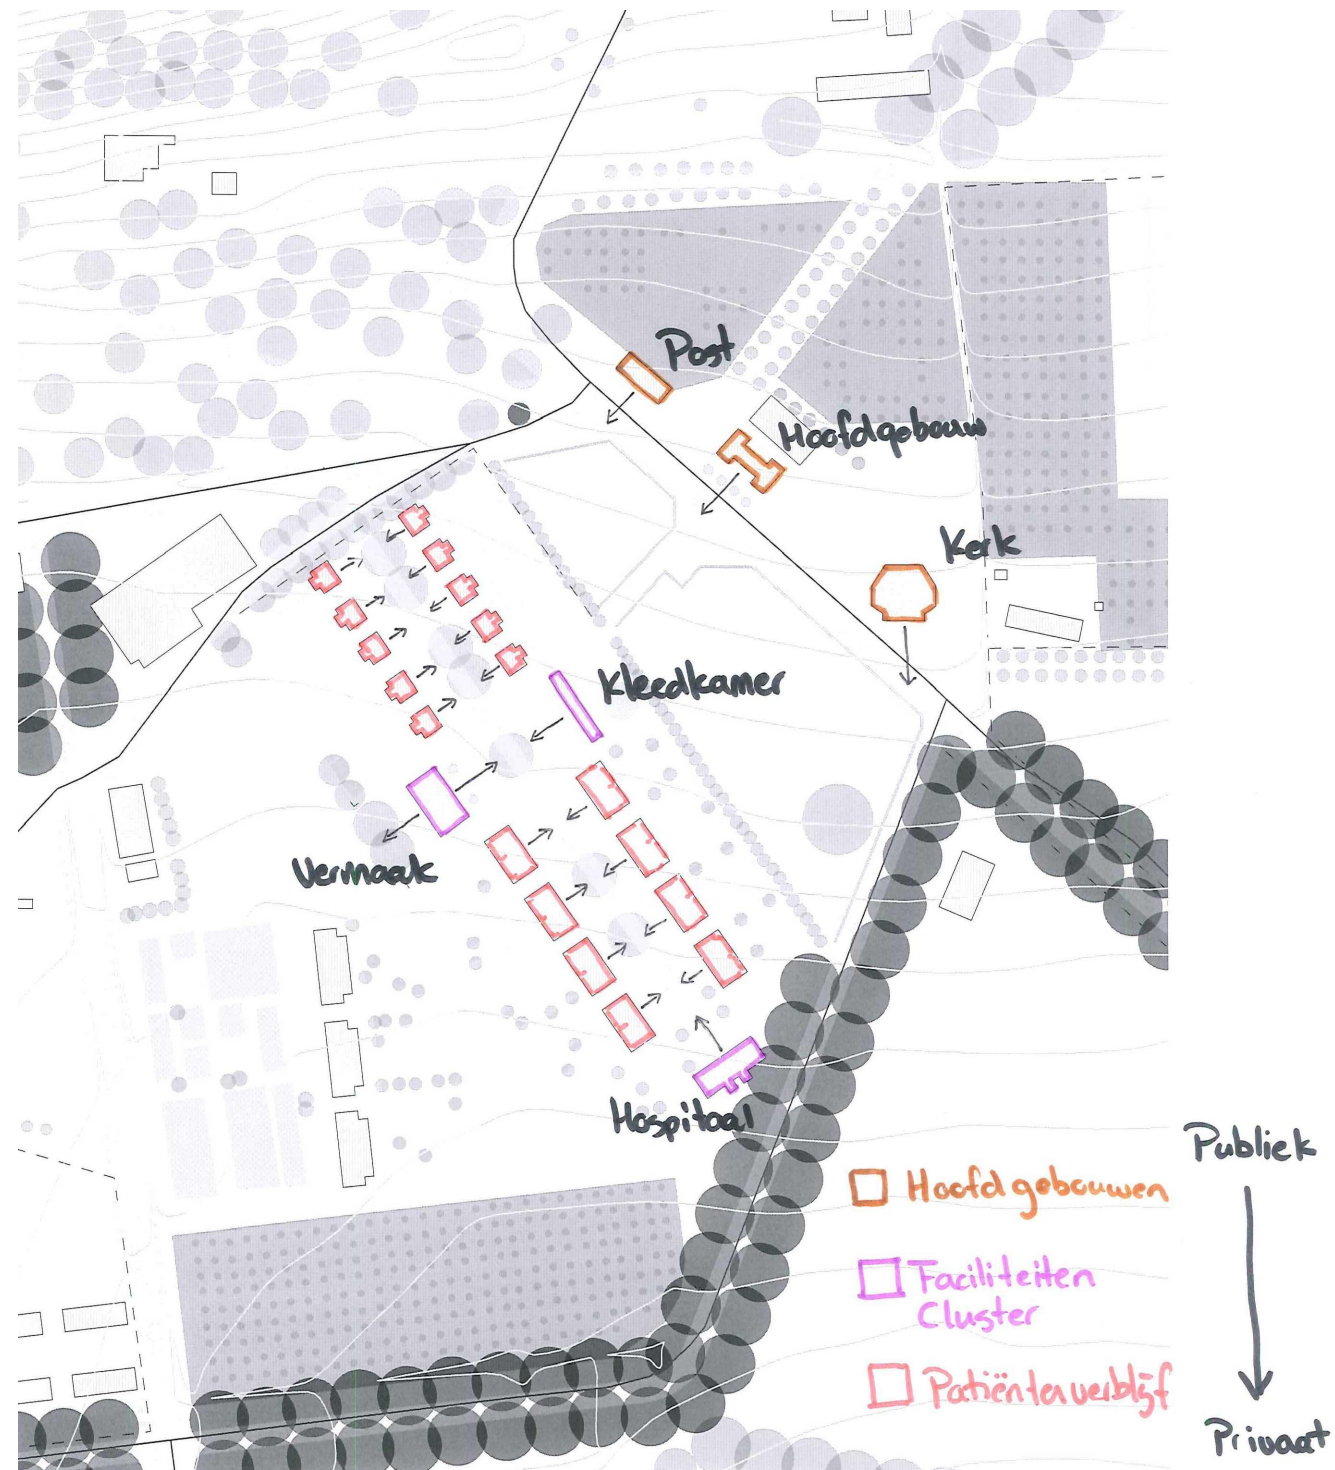 Post
Hoofdgebouw
Kerk
Kleedkamer
Vermaak
Hospitaal
Publiek
Hoofdgebouwen
Faciliteiten
Cluster
Patiëntenverblijf
Privaat